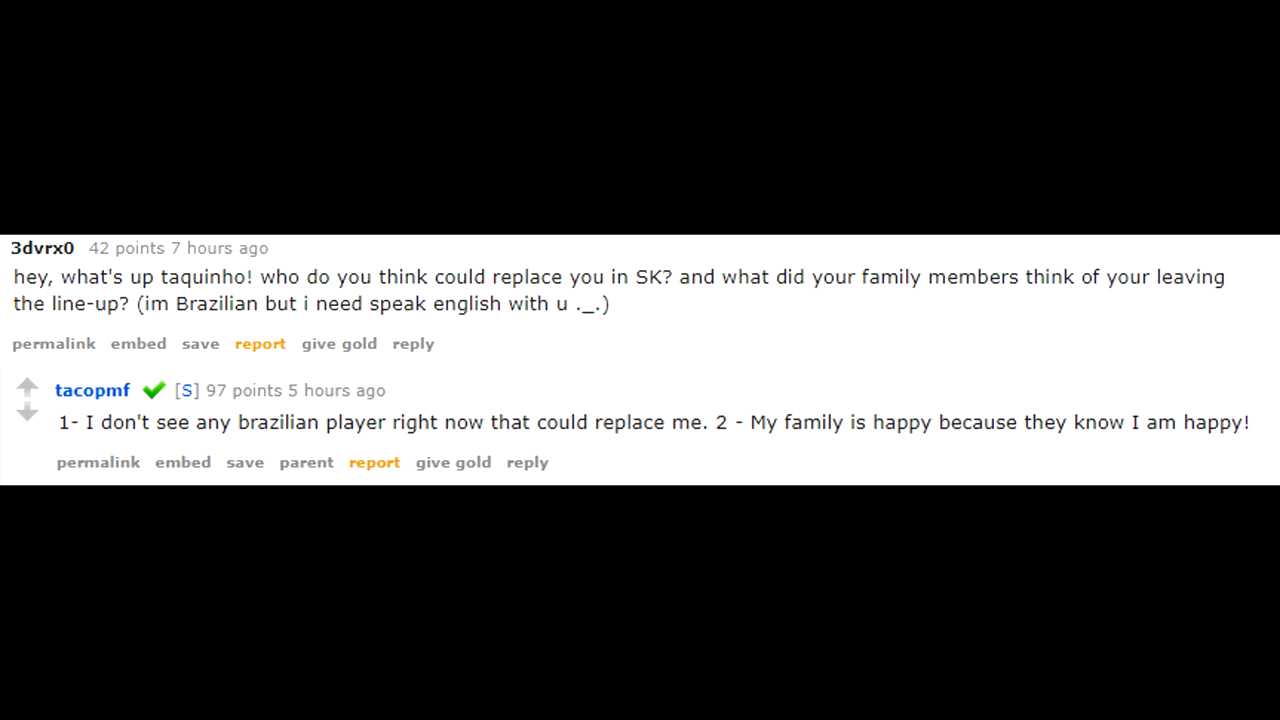 3dvrx0 42 points 7 hours ago
hey, what's up taquinho! who do you think could replace you in SK? and what did your family members think of your leaving
the line-up? (im Brazilian but i need speak english with u ._.)
permalink embed save report give gold reply
tacopmf [S] 97 points 5 hours ago
1- I don't see any brazilian player right now that could replace me. 2 - My family is happy because they know I am happy!
permalink embed save parent report give gold reply